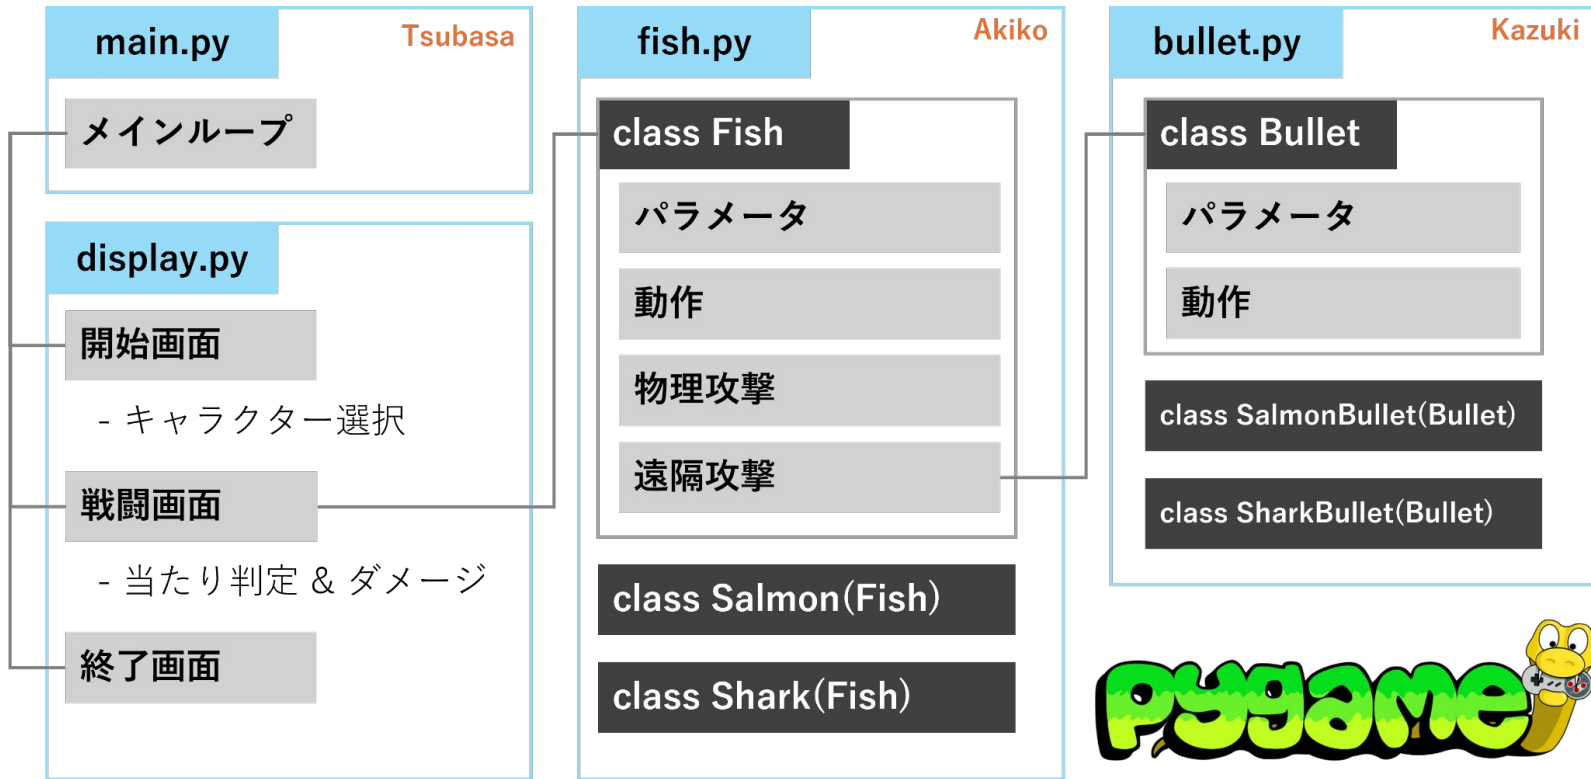 main.py
Tsubasa
メインループ
display.py
開始画面
- キャラクター選択
戦闘画面
- 当たり判定 & ダメージ
終了画面
fish.py
Akiko
class Fish
パラメータ
動作
物理攻撃
遠隔攻撃
class Salmon(Fish)
class Shark(Fish)
bullet.py
Kazuki
class Bullet
パラメータ
動作
class SalmonBullet(Bullet)
class SharkBullet(Bullet)
pygame